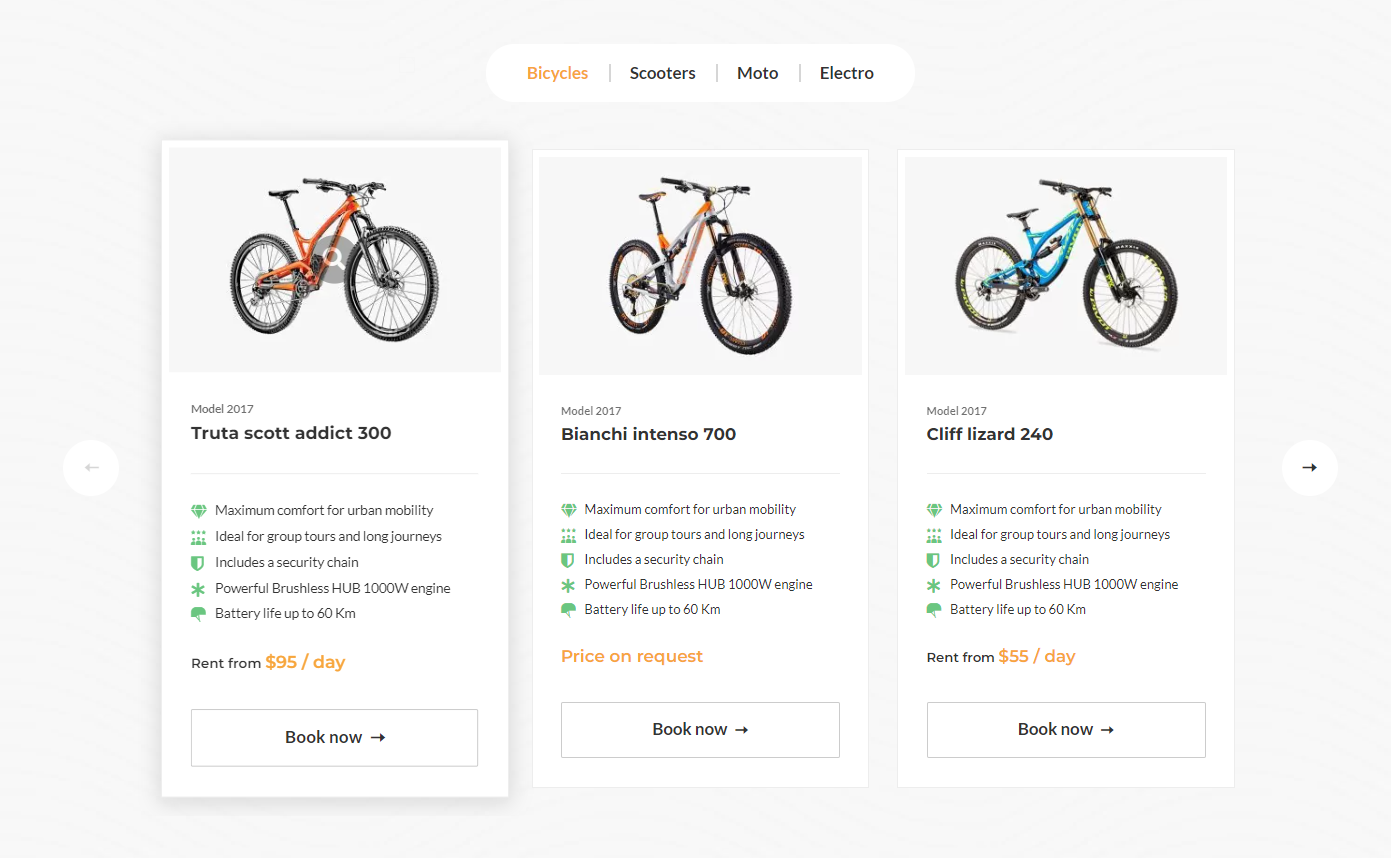 Bicycles
Scooters
Moto
Electro
Model 2017
Truta scott addict 300
Maximum comfort for urban mobility
Ideal for group tours and long journeys
Includes a security chain
Powerful Brushless HUB 1000W engine
Battery life up to 60 Km
Rent from $95 / day
Book now →
Model 2017
Bianchi intenso 700
Maximum comfort for urban mobility
Ideal for group tours and long journeys
Includes a security chain
Powerful Brushless HUB 1000W engine
Battery life up to 60 Km
Price on request
Book now →
Model 2017
Cliff lizard 240
Maximum comfort for urban mobility
Ideal for group tours and long journeys
Includes a security chain
Powerful Brushless HUB 1000W engine
Battery life up to 60 Km
Rent from $55 / day
Book now →